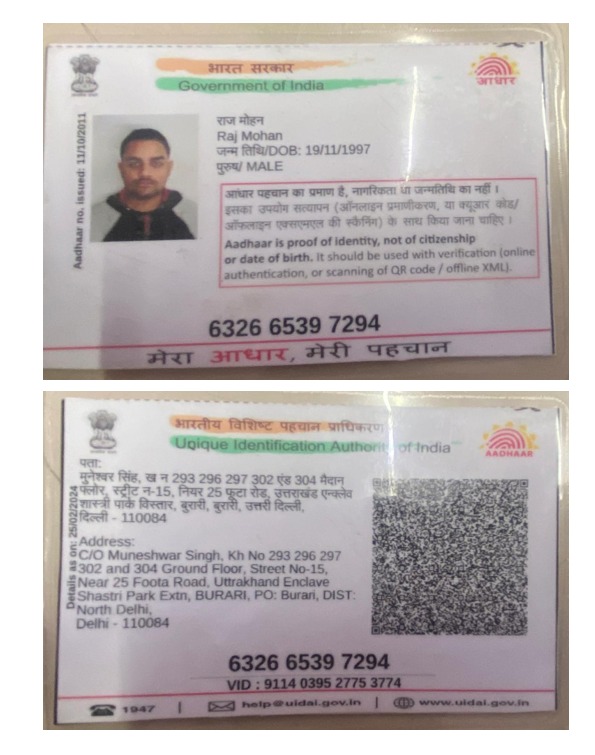 भारत सरकार
Government of India
आधार
Aadhaar no. issued: 11/10/2011
राज मोहन
Raj Mohan
जन्म तिथि/DOB: 19/11/1997
पुरुष/ MALE
आधार पहचान का प्रमाण है, नागरिकता या जन्मतिथि का नहीं ।
इसका उपयोग सत्यापन (ऑनलाइन प्रमाणीकरण, या क्यूआर कोड/
ऑफलाइन एक्सएमएल की स्कैनिंग) के साथ किया जाना चाहिए ।
Aadhaar is proof of identity, not of citizenship
or date of birth. It should be used with verification (online
authentication, or scanning of QR code / offline XML).
6326 6539 7294
मेरा आधार, मेरी पहचान
भारतीय विशिष्ट पहचान प्राधिकरण
Unique Identification Authority of India
AADHAAR
Details as on: 25/02/2024
पता:
मुनेश्वर सिंह, ख न 293 296 297 302 एंड 304 मैदान
फ्लोर, स्ट्रीट न-15, नियर 25 फूटा रोड, उत्तराखंड एन्क्लेव
शास्त्री पार्क विस्तार, बुरारी, बुरारी, उत्तरी दिल्ली,
दिल्ली - 110084
Address:
C/O Muneshwar Singh, Kh No 293 296 297
302 and 304 Ground Floor, Street No-15,
Near 25 Foota Road, Uttrakhand Enclave
Shastri Park Extn, BURARI, PO: Burari, DIST:
North Delhi,
Delhi - 110084
6326 6539 7294
VID : 9114 0395 2775 3774
1947 | help@uidai.gov.in | www.uidai.gov.in